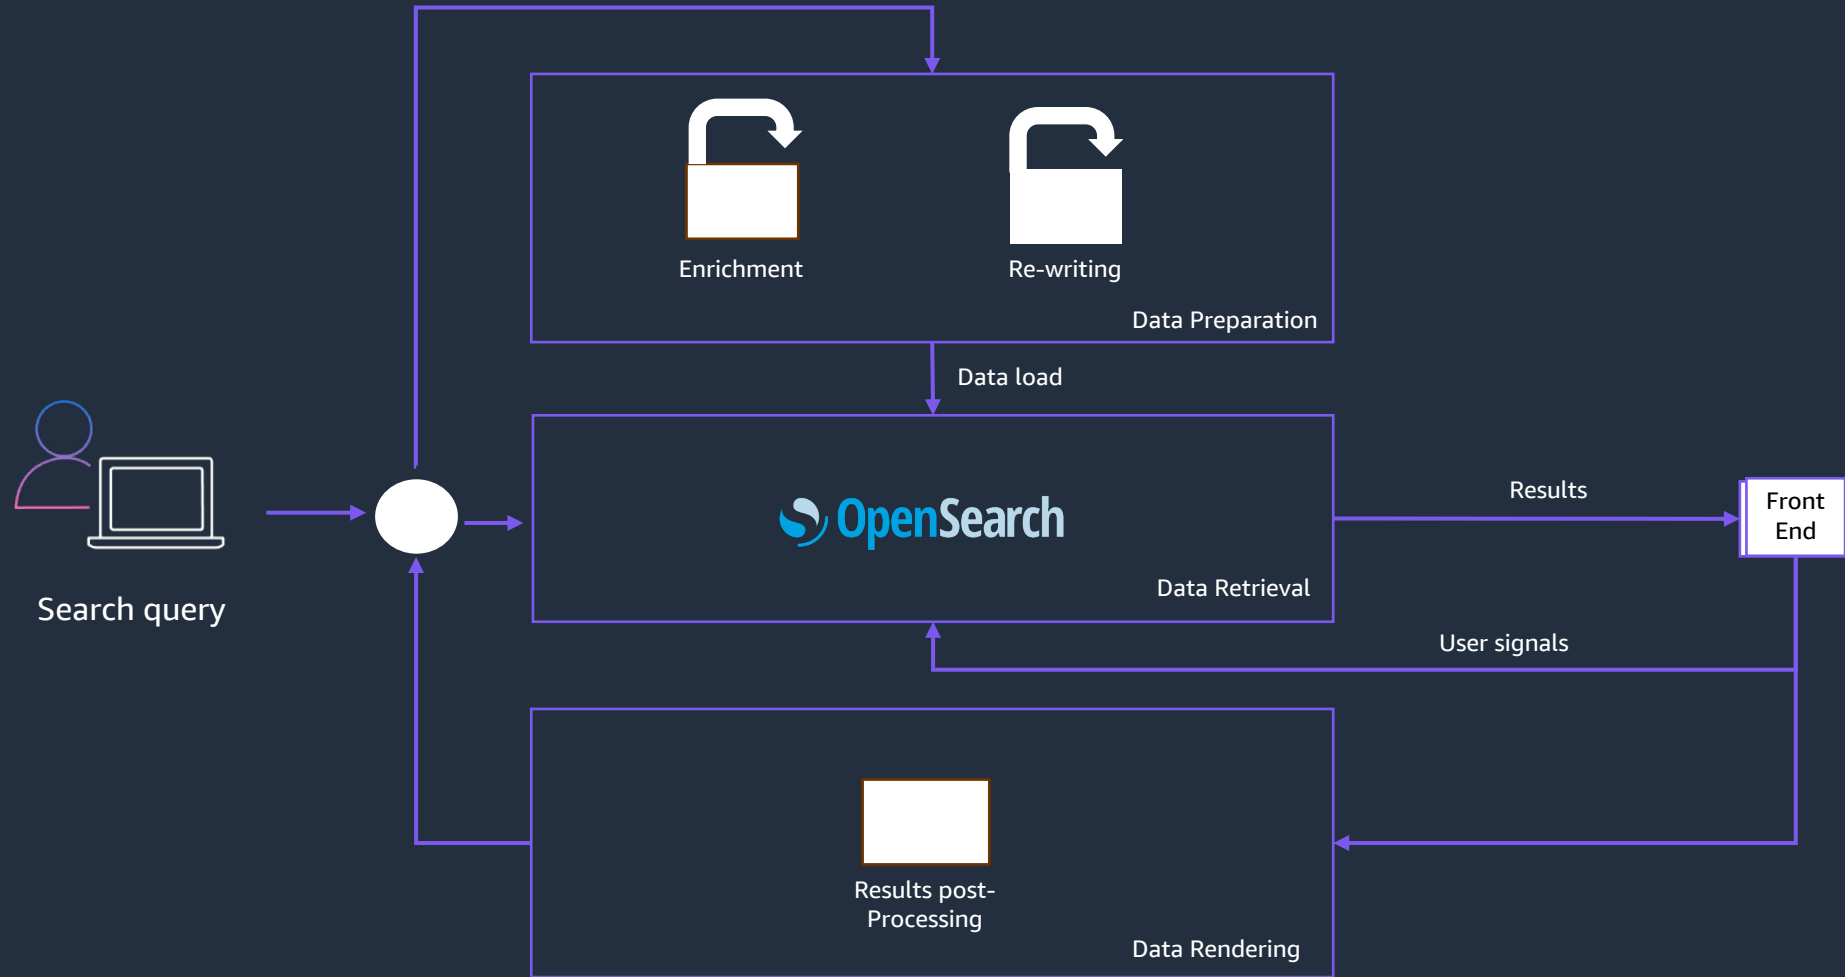 Enrichment
Re-writing
Data Preparation
Data load
OpenSearch
Data Retrieval
Results
Front
End
Search query
User signals
Results post-
Processing
Data Rendering